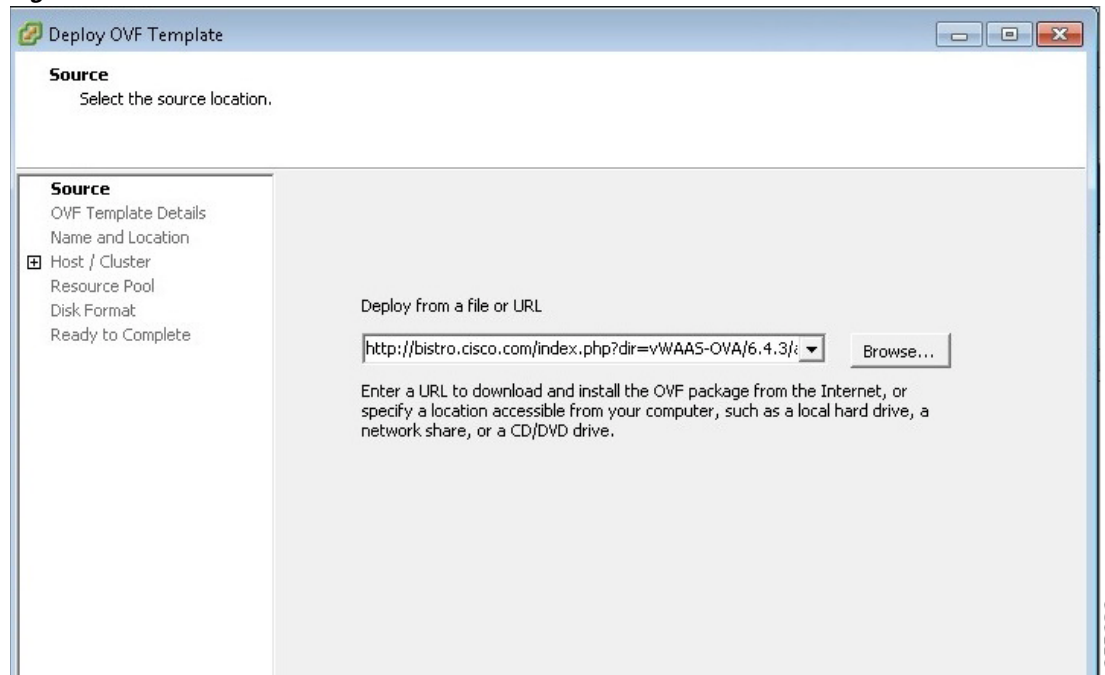 Deploy OVF Template
Source
Select the source location.
Source
OVF Template Details
Name and Location
Host / Cluster
Resource Pool
Disk Format
Ready to Complete
Deploy from a file or URL
http://bistro.cisco.com/index.php?dir=vWAAS-OVA/6.4.3/
Browse...
Enter a URL to download and install the OVF package from the Internet, or
specify a location accessible from your computer, such as a local hard drive, a
network share, or a CD/DVD drive.